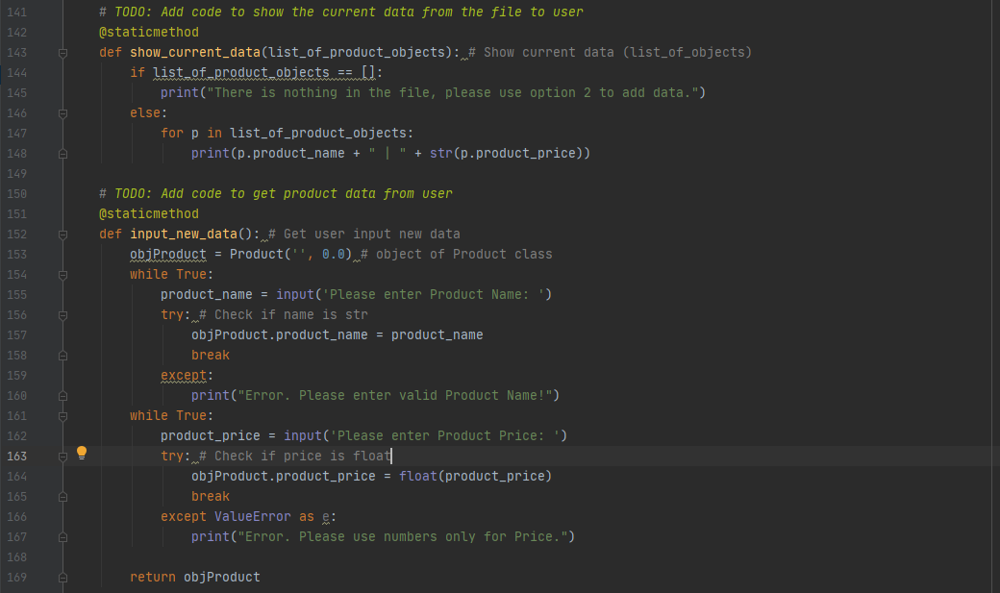 141 # TODO: Add code to show the current data from the file to user
142 @staticmethod
143 def show_current_data(list_of_product_objects): # Show current data (list_of_objects)
144 if list_of_product_objects == []:
145 print("There is nothing in the file, please use option 2 to add data.")
146 else:
147 for p in list_of_product_objects:
148 print(p.product_name + " | " + str(p.product_price))
149
150 # TODO: Add code to get product data from user
151 @staticmethod
152 def input_new_data(): # Get user input new data
153 objProduct = Product('', 0.0) # object of Product class
154 while True:
155 product_name = input('Please enter Product Name: ')
156 try: # Check if name is str
157 objProduct.product_name = product_name
158 break
159 except:
160 print("Error. Please enter valid Product Name!")
161 while True:
162 product_price = input('Please enter Product Price: ')
163 try: # Check if price is float
164 objProduct.product_price = float(product_price)
165 break
166 except ValueError as e:
167 print("Error. Please use numbers only for Price.")
168
169 return objProduct